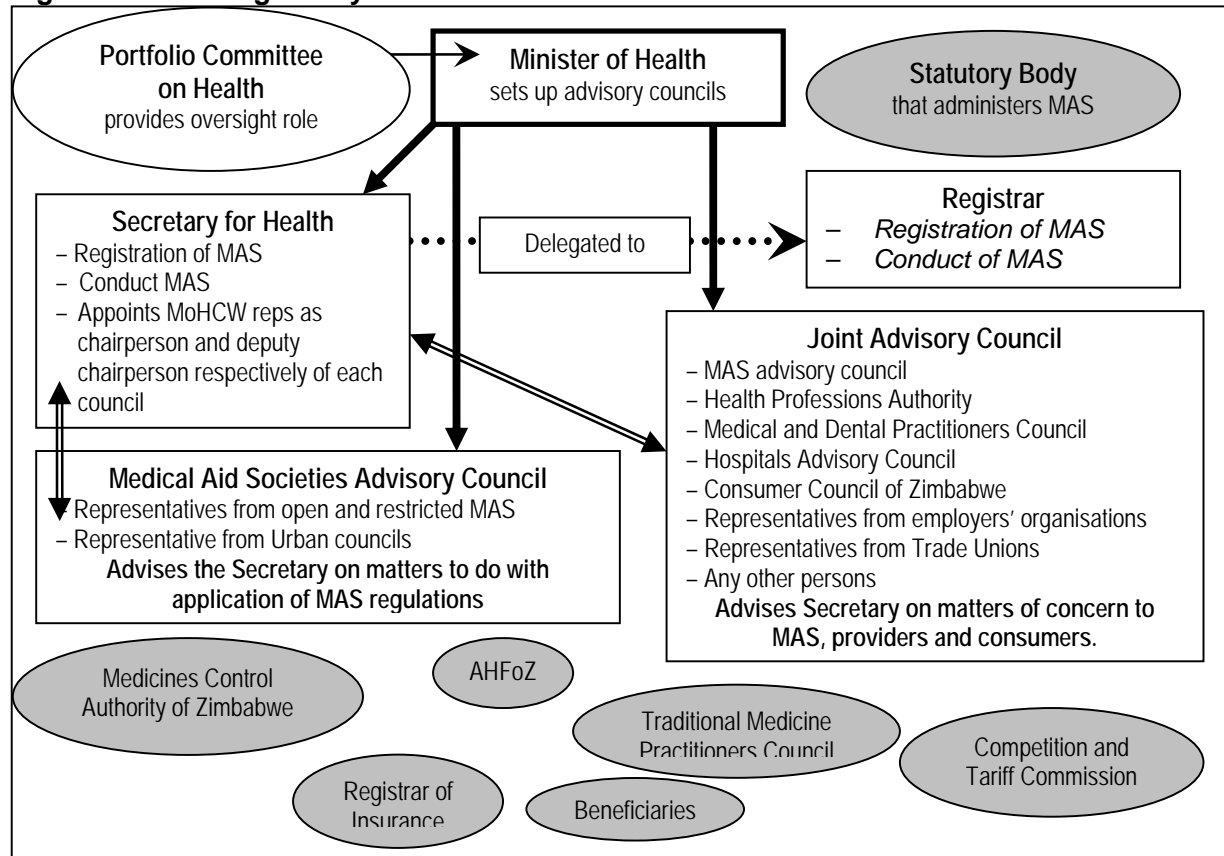 Portfolio Committee
on Health
provides oversight role
Minister of Health
sets up advisory councils
Statutory Body
that administers MAS
Secretary for Health
– Registration of MAS
– Conduct MAS
– Appoints MoHCW reps as
chairperson and deputy
chairperson respectively of each
council
Delegated to
Registrar
– Registration of MAS
– Conduct of MAS
Joint Advisory Council
– MAS advisory council
– Health Professions Authority
– Medical and Dental Practitioners Council
– Hospitals Advisory Council
– Consumer Council of Zimbabwe
– Representatives from employers’ organisations
– Representatives from Trade Unions
– Any other persons
Advises Secretary on matters of concern to
MAS, providers and consumers.
Medical Aid Societies Advisory Council
– Representatives from open and restricted MAS
– Representative from Urban councils
Advises the Secretary on matters to do with
application of MAS regulations
Medicines Control
Authority of Zimbabwe
AHFoZ
Traditional Medicine
Practitioners Council
Competition and
Tariff Commission
Registrar of
Insurance
Beneficiaries